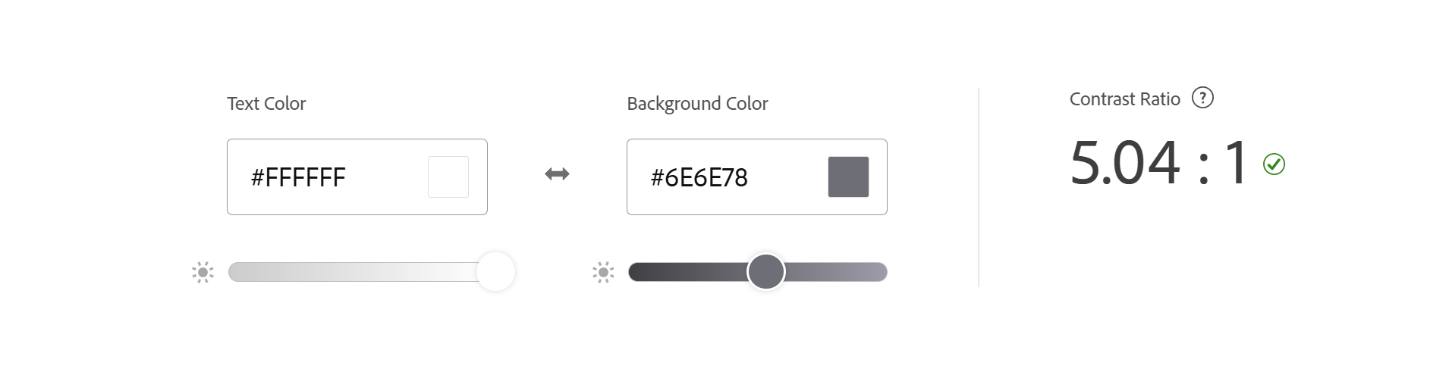 Text Color
#FFFFFF
Background Color
#6E6E78
Contrast Ratio ?
5.04 : 1